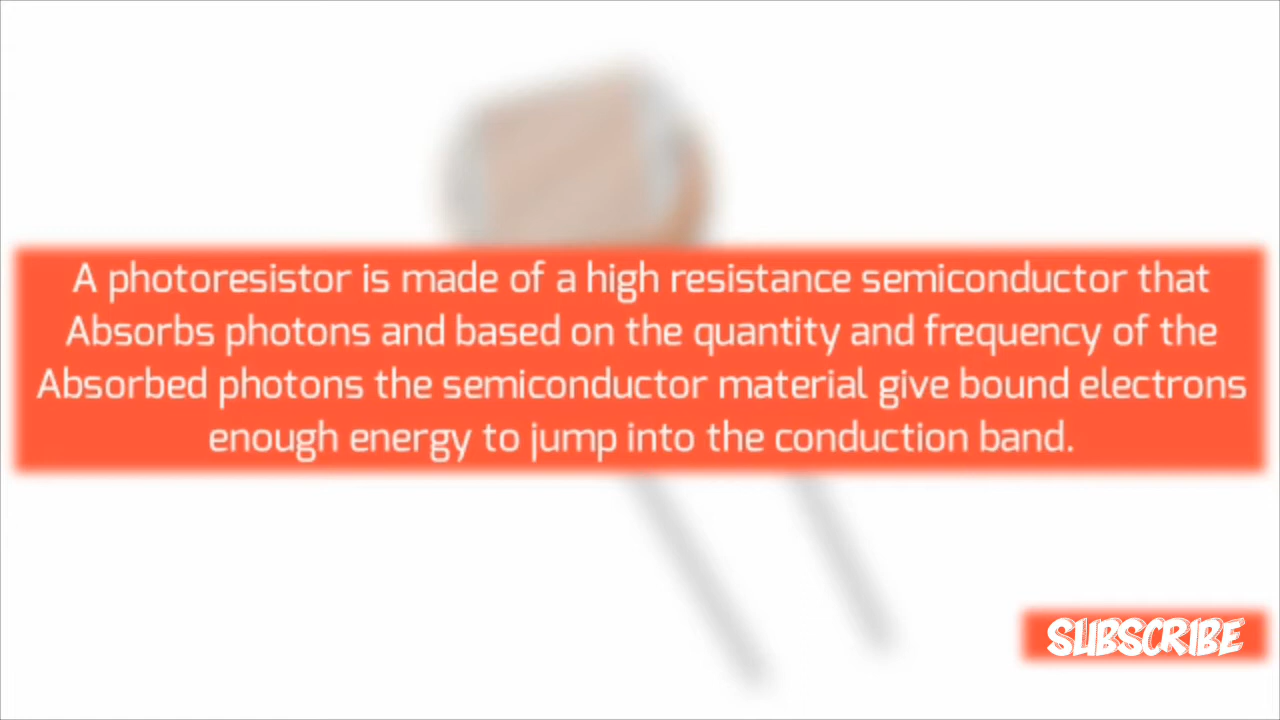 A photoresistor is made of a high resistance semiconductor that
Absorbs photons and based on the quantity and frequency of the
Absorbed photons the semiconductor material give bound electrons
enough energy to jump into the conduction band.
SUBSCRIBE